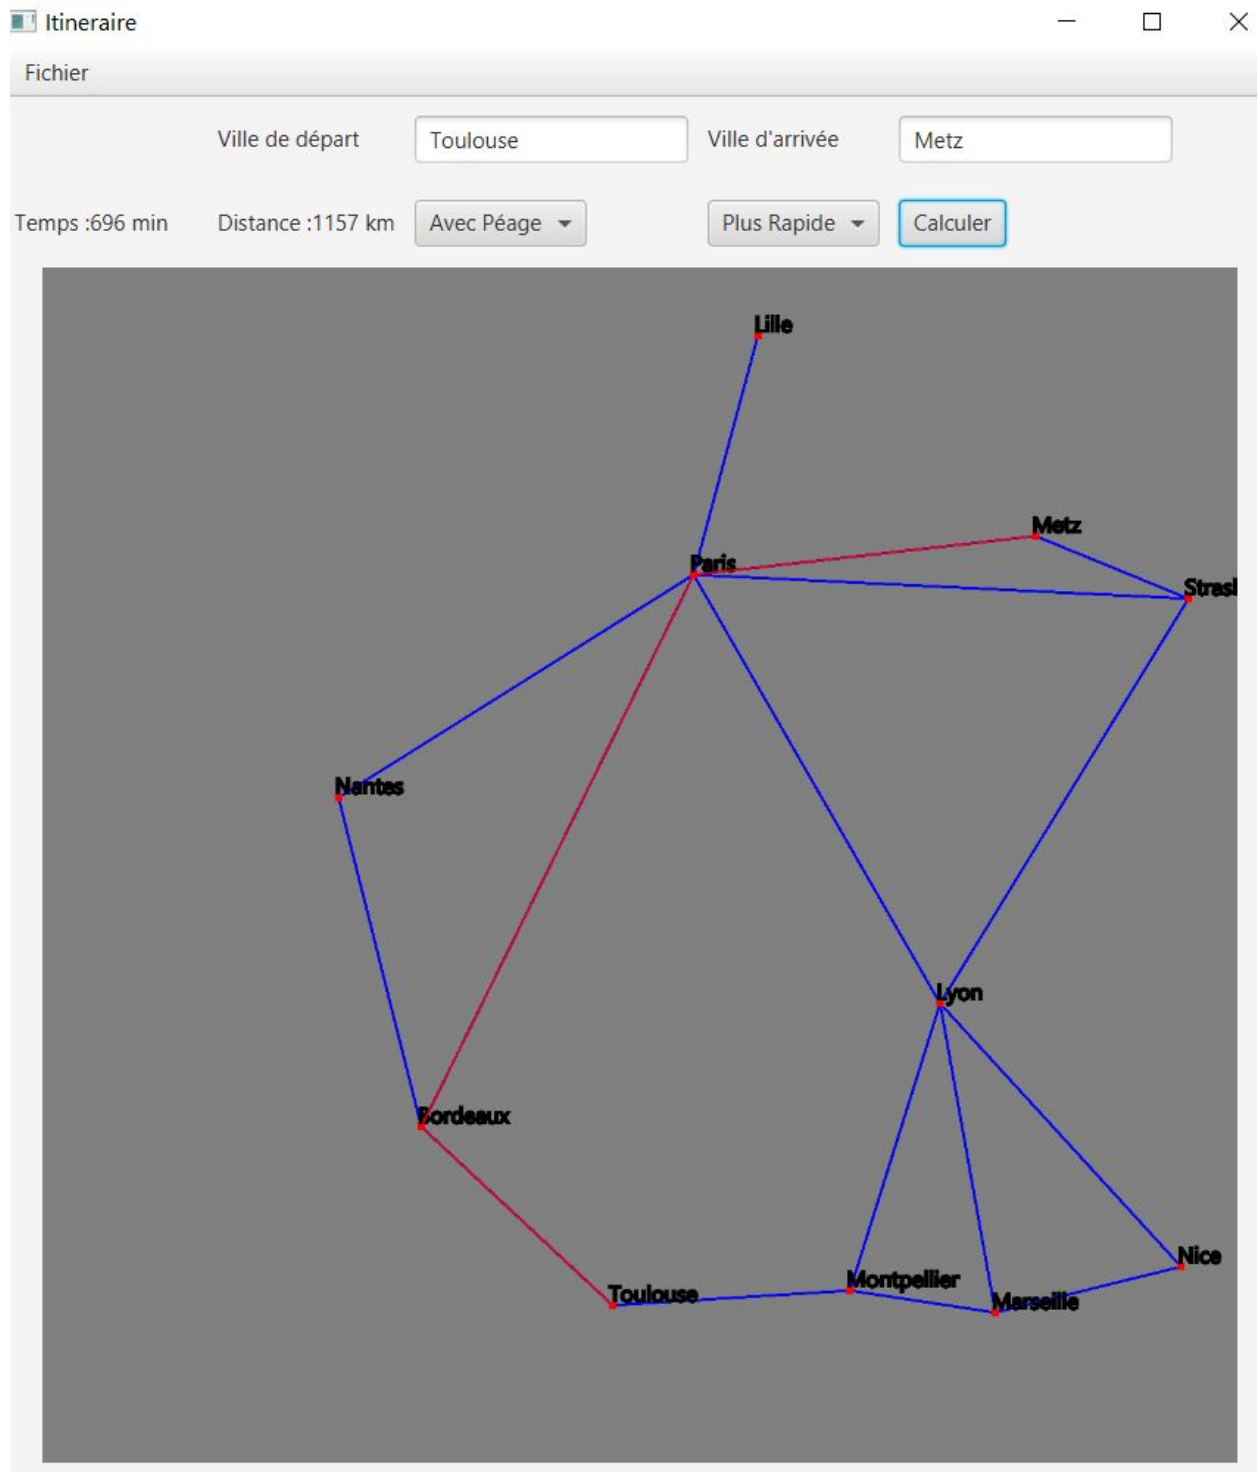 Itineraire
Fichier
Ville de départ Toulouse Ville d'arrivée Metz
Temps :696 min Distance :1157 km Avec Péage Plus Rapide Calculer
Lille
Metz
Paris
Strasl
Nantes
Lyon
Bordeaux
Nice
Montpellier
Toulouse
Marseille